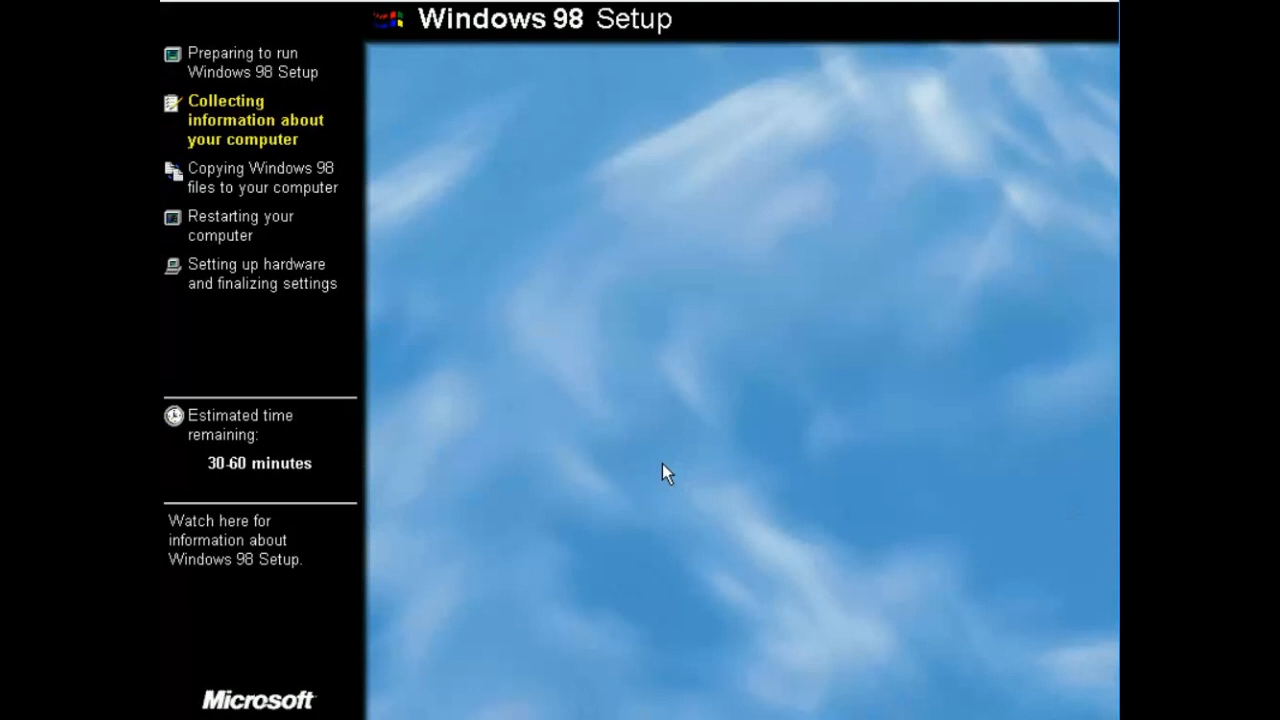 Windows 98 Setup
Preparing to run
Windows 98 Setup
Collecting
information about
your computer
Copying Windows 98
files to your computer
Restarting your
computer
Setting up hardware
and finalizing settings
Estimated time
remaining:
30-60 minutes
Watch here for
information about
Windows 98 Setup.
Microsoft